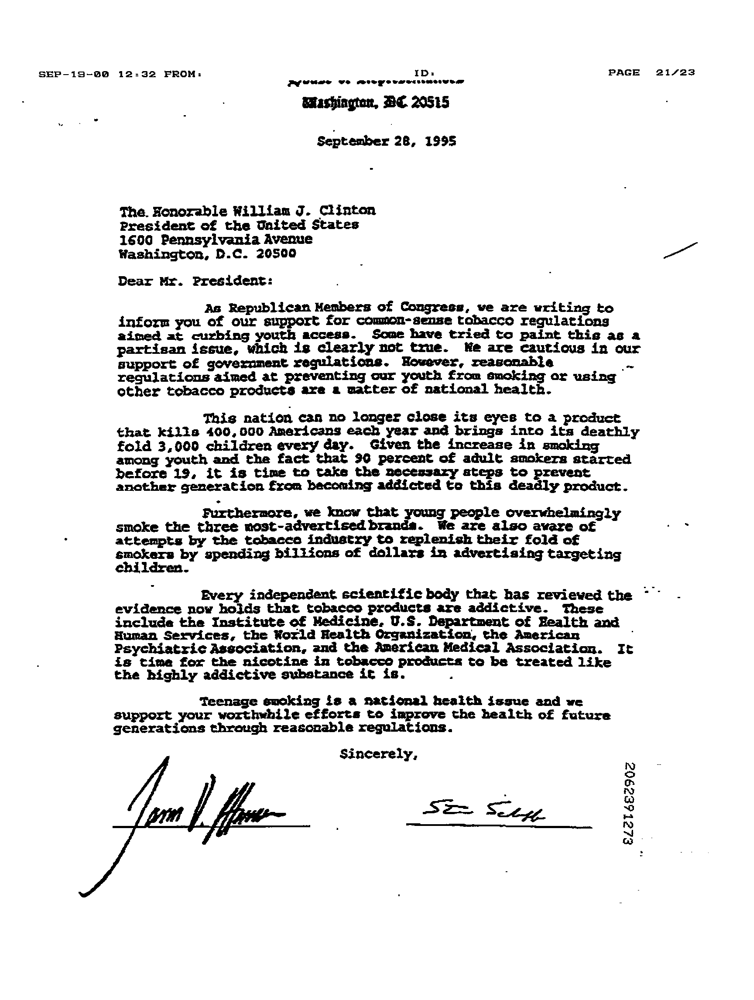 SEP-19-00 12:32 FROM: ID: PAGE 21/23
Washington, DC 20515
September 28, 1995
The Honorable William J. Clinton
President of the United States
1600 Pennsylvania Avenue
Washington, D.C. 20500
Dear Mr. President:
As Republican Members of Congress, we are writing to
inform you of our support for common-sense tobacco regulations
aimed at curbing youth access. Some have tried to paint this as a
partisan issue, which is clearly not true. We are cautious in our
support of government regulations. However, reasonable
regulations aimed at preventing our youth from smoking or using
other tobacco products are a matter of national health.
This nation can no longer close its eyes to a product
that kills 400,000 Americans each year and brings into its deathly
fold 3,000 children every day. Given the increase in smoking
among youth and the fact that 90 percent of adult smokers started
before 19, it is time to take the necessary steps to prevent
another generation from becoming addicted to this deadly product.
Furthermore, we know that young people overwhelmingly
smoke the three most-advertised brands. We are also aware of
attempts by the tobacco industry to replenish their fold of
smokers by spending billions of dollars in advertising targeting
children.
Every independent scientific body that has reviewed the
evidence now holds that tobacco products are addictive. These
include the Institute of Medicine, U.S. Department of Health and
Human Services, the World Health Organization, the American
Psychiatric Association, and the American Medical Association. It
is time for the nicotine in tobacco products to be treated like
the highly addictive substance it is.
Teenage smoking is a national health issue and we
support your worthwhile efforts to improve the health of future
generations through reasonable regulations.
Sincerely,
2062391273